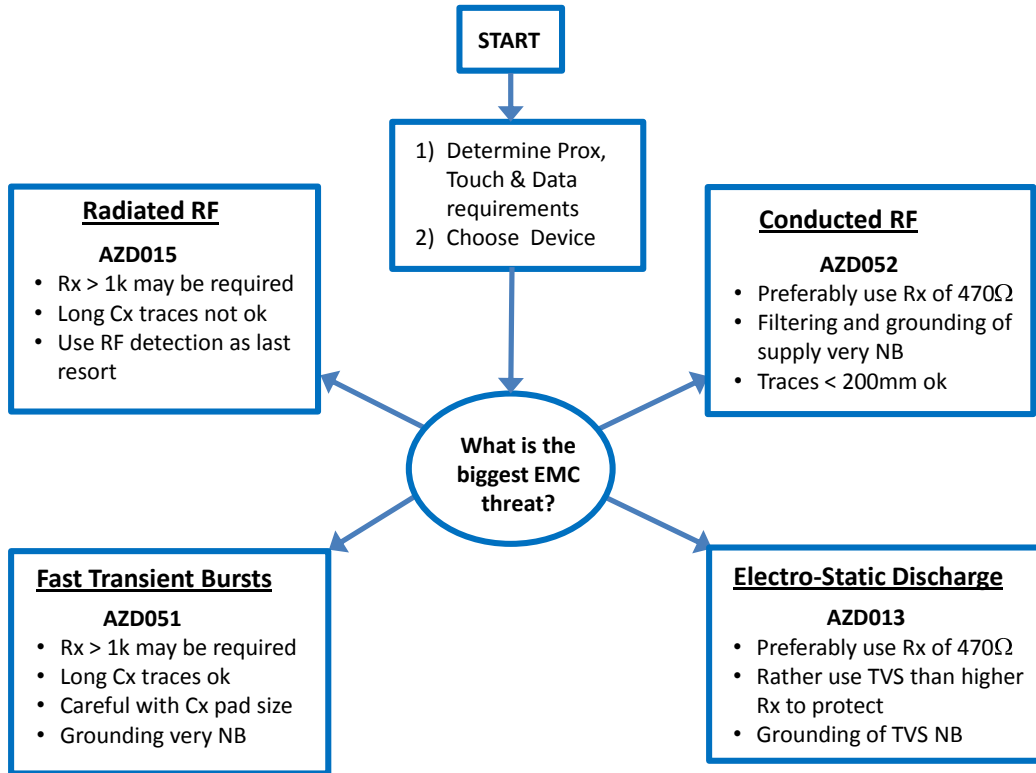 START
1) Determine Prox,
Touch & Data
requirements
2) Choose Device
Radiated RF
AZD015
• Rx > 1k may be required
• Long Cx traces not ok
• Use RF detection as last
resort
Conducted RF
AZD052
• Preferably use Rx of 470Ω
• Filtering and grounding of
supply very NB
• Traces < 200mm ok
What is the
biggest EMC
threat?
Fast Transient Bursts
AZD051
• Rx > 1k may be required
• Long Cx traces ok
• Careful with Cx pad size
• Grounding very NB
Electro-Static Discharge
AZD013
• Preferably use Rx of 470Ω
• Rather use TVS than higher
Rx to protect
• Grounding of TVS NB